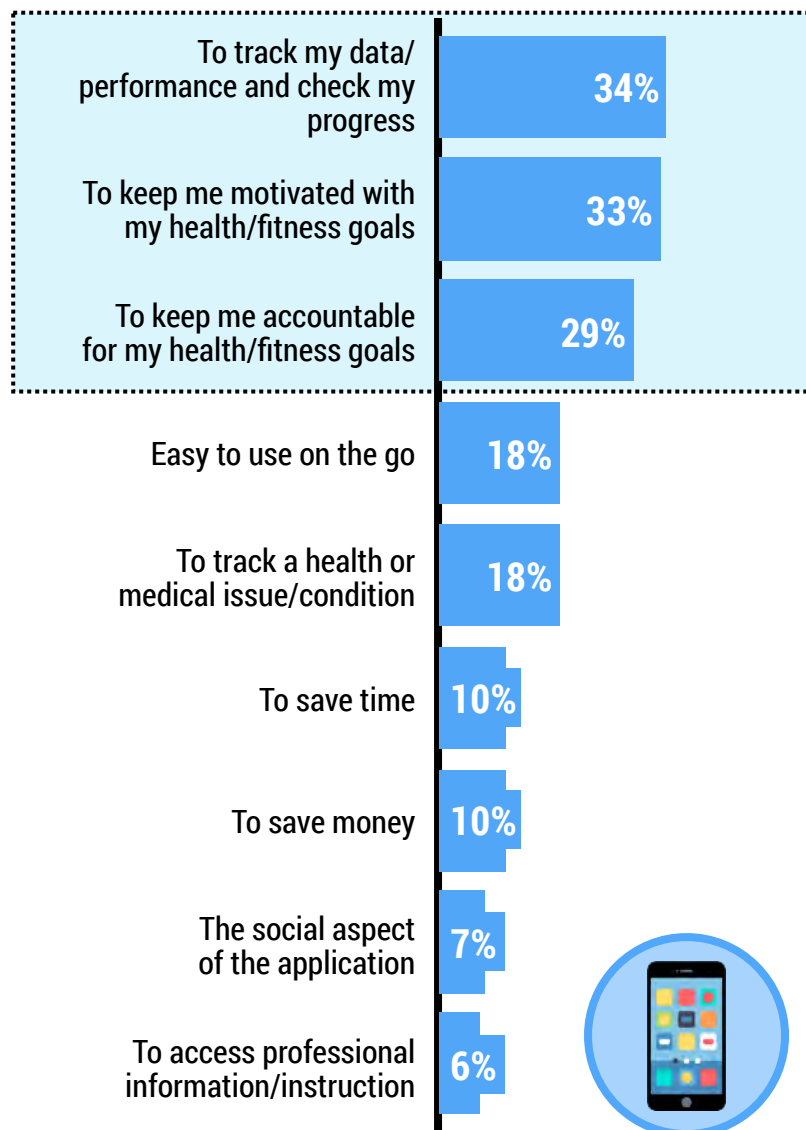 To track my data/
performance and check my
progress
34%
To keep me motivated with
my health/fitness goals
33%
To keep me accountable
for my health/fitness goals
29%
Easy to use on the go
18%
To track a health or
medical issue/condition
18%
To save time
10%
To save money
10%
The social aspect
of the application
7%
To access professional
information/instruction
6%